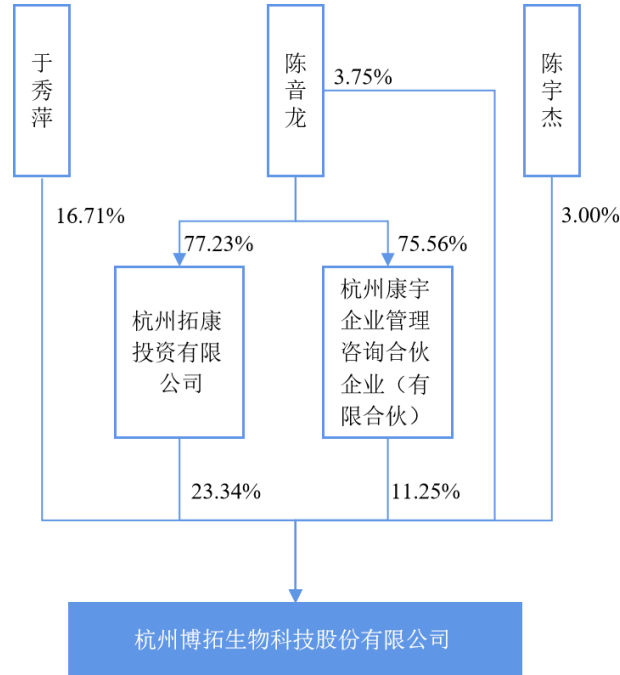 于秀萍
陈音龙
3.75%
陈宇杰
16.71%
3.00%
77.23%
75.56%
杭州拓康
投资有限
公司
杭州康宇
企业管理
咨询合伙
企业（有
限合伙）
23.34%
11.25%
杭州博拓生物科技股份有限公司